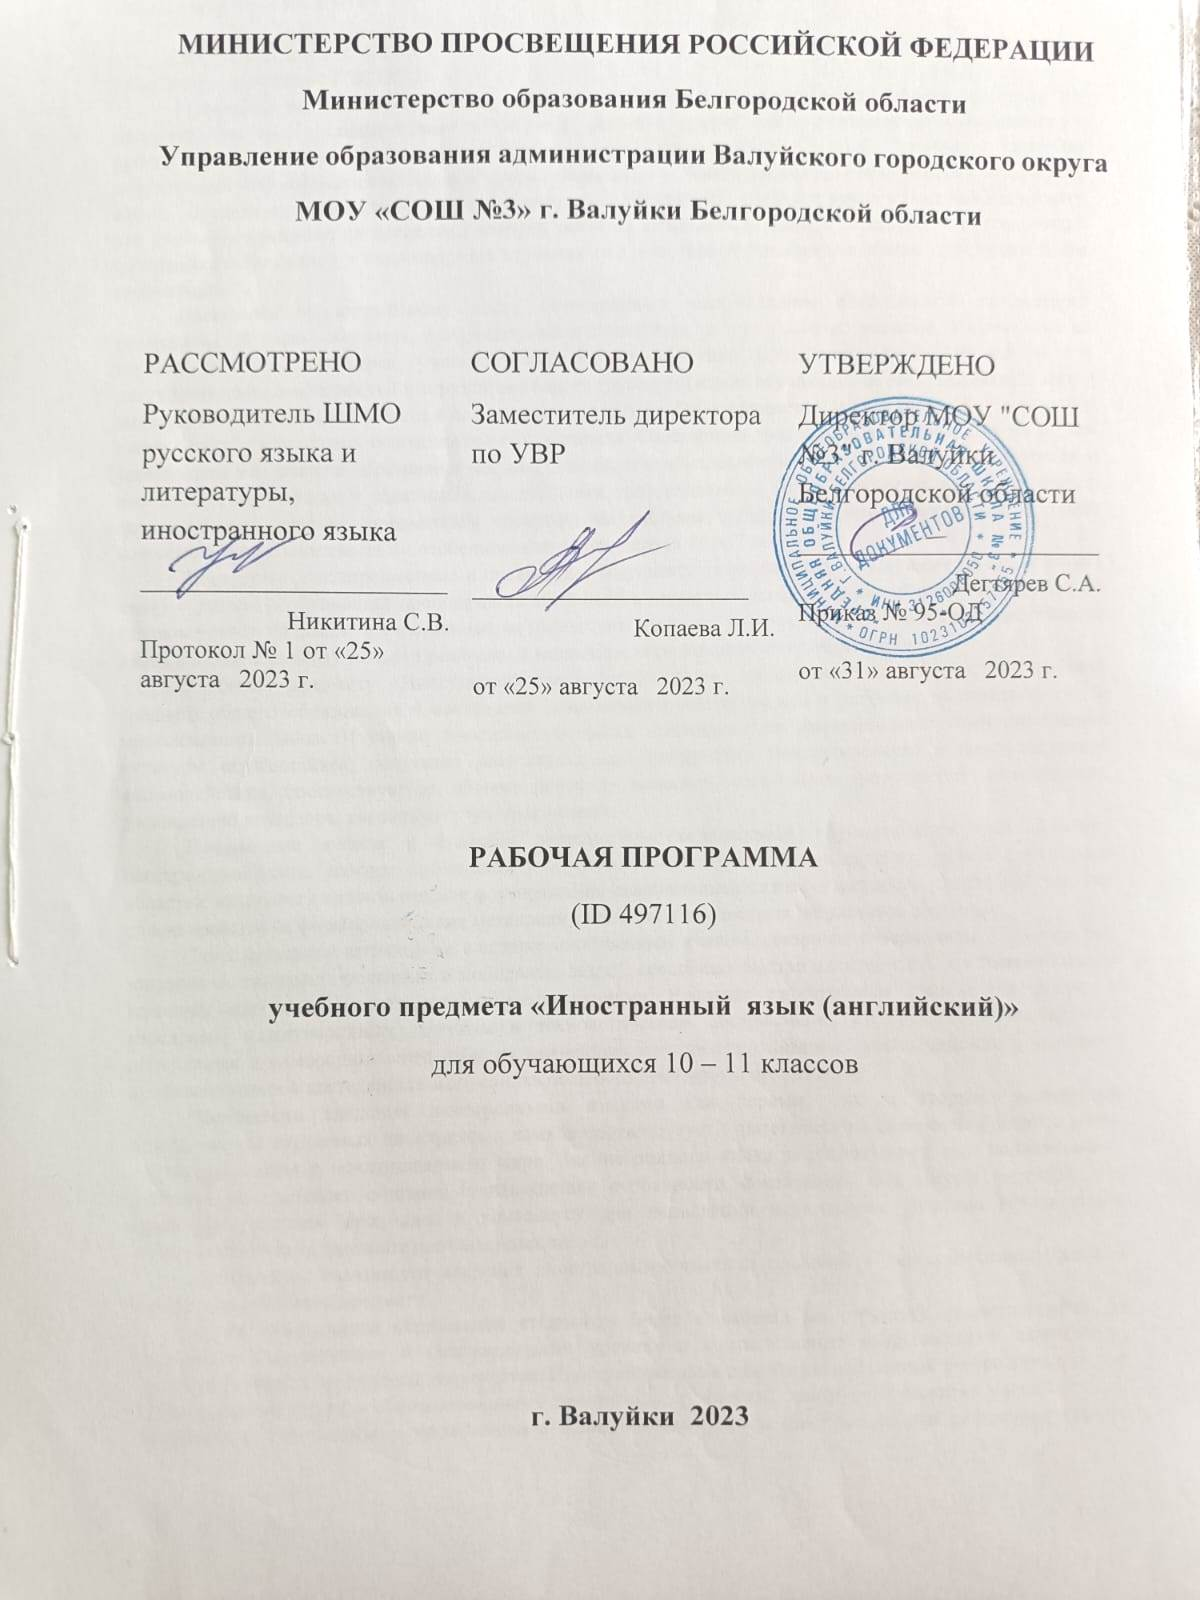 МИНИСТЕРСТВО ПРОСВЕЩЕНИЯ РОССИЙСКОЙ ФЕДЕРАЦИИ
Министерство образования Белгородской области
Управление образования администрации Валуйского городского округа
МОУ «СОШ №3» г. Валуйки Белгородской области
РАССМОТРЕНО
Руководитель ШМО
русского языка и
литературы,
иностранного языка
Никитина С.В.
Протокол № 1 от «25»
августа 2023 г.
СОГЛАСОВАНО
Заместитель директора
по УВР
Копаева Л.И.
от «25» августа 2023 г.
УТВЕРЖДЕНО
Директор МОУ "СОШ
№3" г. Валуйки
Белгородской области
Дегтярев С.А.
Приказ № 95-ОД
от «31» августа 2023 г.
ДЛЯ
ДОКУМЕНТОВ
РАБОЧАЯ ПРОГРАММА
(ID 497116)
учебного предмета «Иностранный язык (английский)»
для обучающихся 10 – 11 классов
г. Валуйки 2023